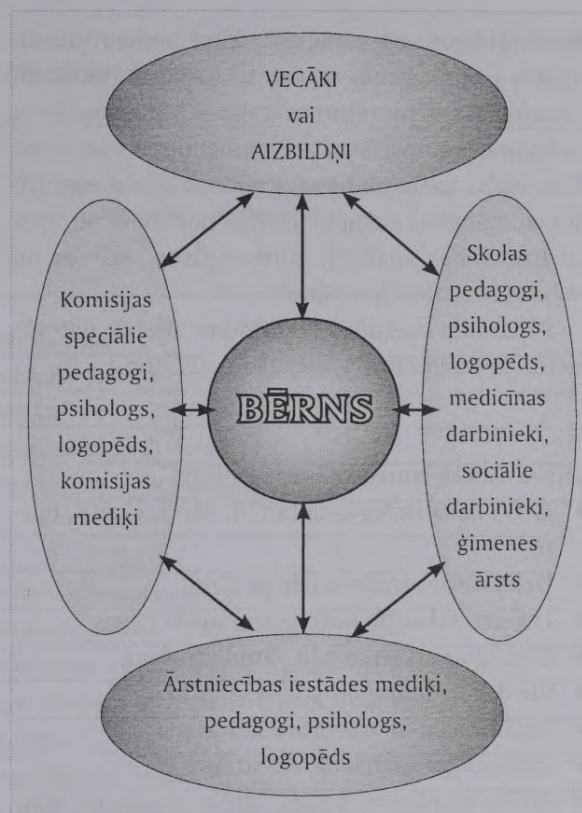 VECĀKI
vai
AIZBILDŅI
Komisijas
speciālie
pedagogi,
psihologs,
logopēds,
komisijas
mediķi
BĒRNS
Skolas
pedagogi,
psihologs,
logopēds,
medicīnas
darbinieki,
sociālie
darbinieki,
ģimenes
ārsts
Ārstniecības iestādes mediķi,
pedagogi, psihologs,
logopēds